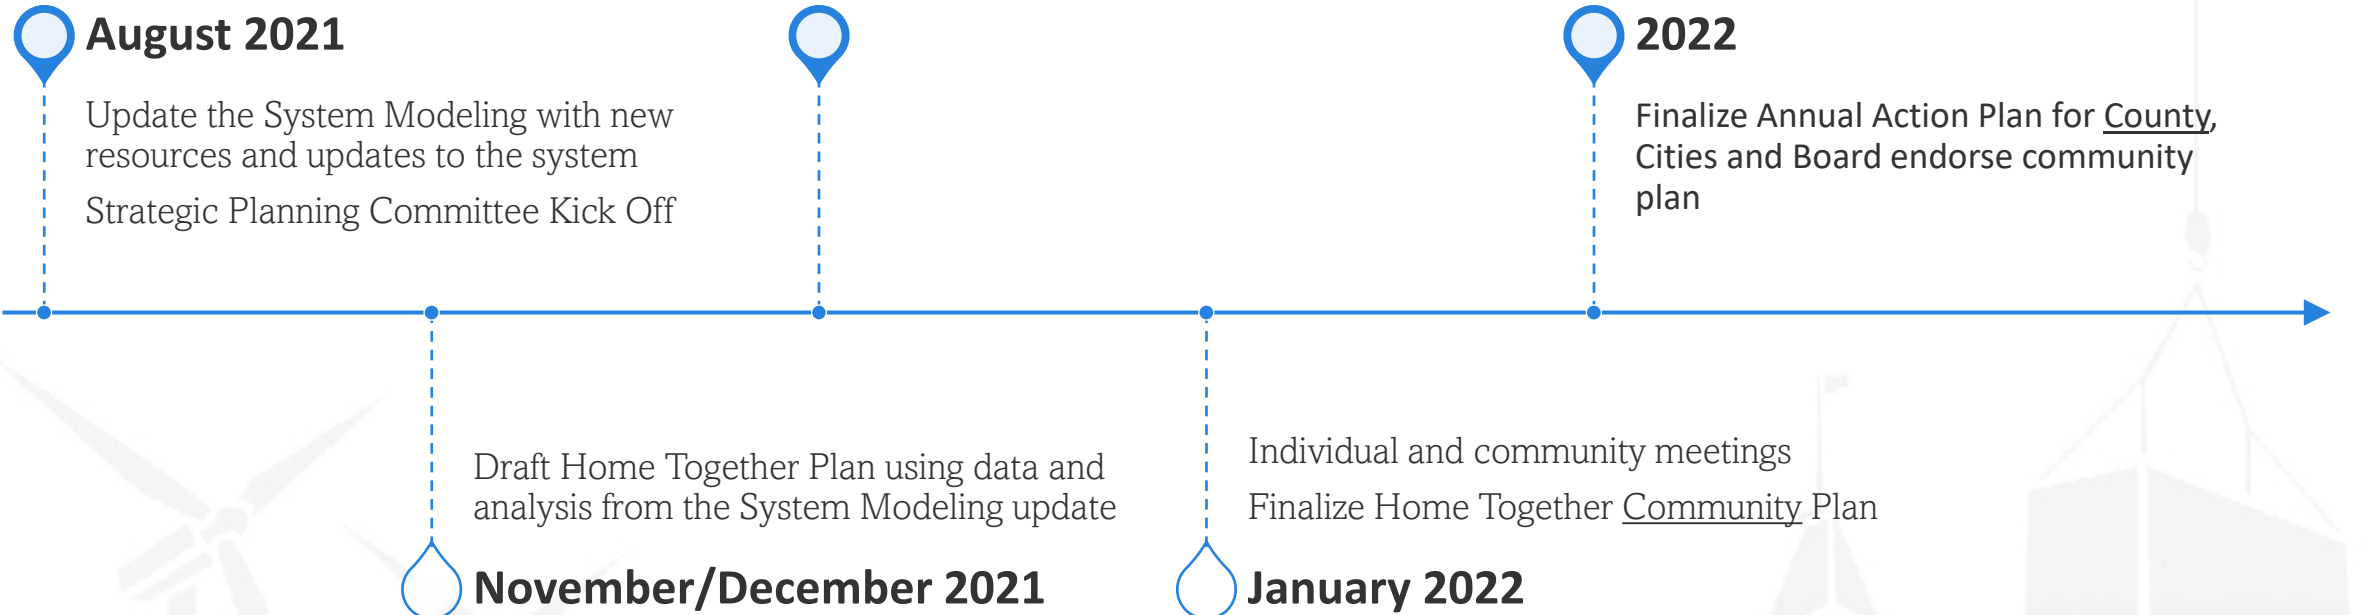 August 2021
Update the System Modeling with new
resources and updates to the system
Strategic Planning Committee Kick Off
2022
Finalize Annual Action Plan for County,
Cities and Board endorse community
plan
Draft Home Together Plan using data and
analysis from the System Modeling update
November/December 2021
Individual and community meetings
Finalize Home Together Community Plan
January 2022